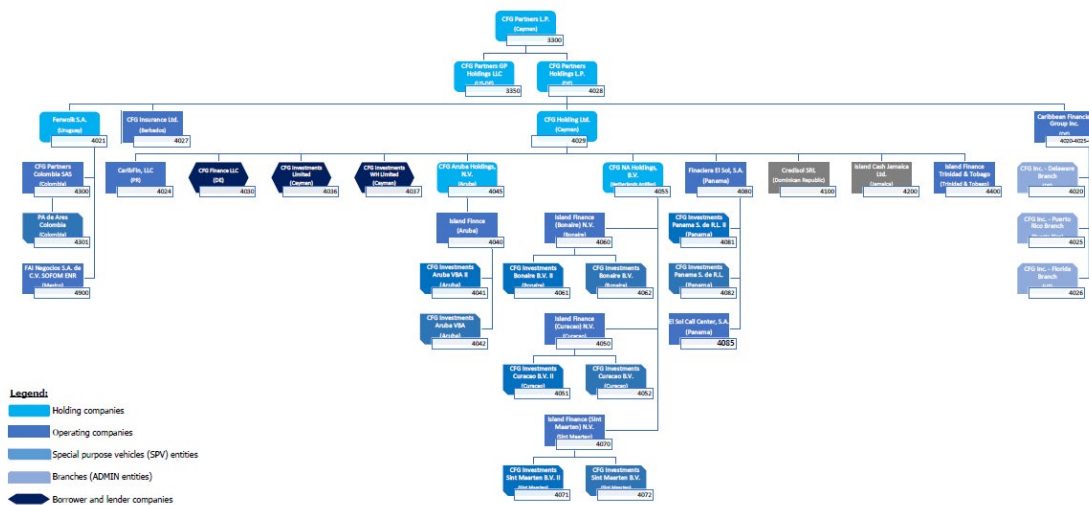 CFG Partners L.P.
(Cayman)
3300
CFG Partners GP
Holdings LLC
3350
CFG Partners
Holdings L.P.
4028
Ferwolk S.A.
(Uruguay)
4021
CFG Insurance Ltd.
(Barbados)
4027
CFG Holding Ltd.
(Cayman)
4029
Caribbean Financial
Group Inc.
4020-4025-4
CFG Partners
Colombia SAS
(Colombia)
4300
CaribFin, LLC
(PR)
4024
CFG Finance LLC
(DE)
4030
CFG Investments
Limited
(Cayman)
4036
CFG Investments
WH Limited
(Cayman)
4037
CFG Aruba Holdings,
N.V.
(Aruba)
4045
CFG NA Holdings,
B.V.
(Netherlands Antilles)
4055
Finaciera El Sol, S.A.
(Panama)
4080
Credisol SRL
(Dominican Republic)
4100
Island Cash Jamaica
Ltd.
(Jamaica)
4200
Island Finance
Trinidad & Tobago
(Trinidad & Tobago)
4400
CFG Inc. - Delaware
Branch
4020
PA de Ares
Colombia
(Colombia)
4301
Island Finnce
(Aruba)
4040
Island Finance
(Bonaire) N.V.
(Bonaire)
4060
CFG Investments
Panama S. de R.L. II
(Panama)
4081
CFG Inc. - Puerto
Rico Branch
4025
FAI Negocios S.A. de
C.V. SOFOM ENR
(Mexico)
4900
CFG Investments
Aruba VBA II
(Aruba)
4041
CFG Investments
Bonaire B.V. II
(Bonaire)
4061
CFG Investments
Bonaire B.V.
(Bonaire)
4062
CFG Investments
Panama S. de R.L.
(Panama)
4082
CFG Inc. - Florida
Branch
4026
CFG Investments
Aruba VBA
(Aruba)
4042
Island Finance
(Curacao) N.V.
(Curacao)
4050
El Sol Call Center, S.A.
(Panama)
4085
CFG Investments
Curacao B.V. II
(Curacao)
4051
CFG Investments
Curacao B.V.
(Curacao)
4052
Island Finance (Sint
Maarten) N.V.
(Sint Maarten)
4070
CFG Investments
Sint Maarten B.V. II
(Sint Maarten)
4071
CFG Investments
Sint Maarten B.V.
(Sint Maarten)
4072
Legend:
Holding companies
Operating companies
Special purpose vehicles (SPV) entities
Branches (ADMIN entities)
Borrower and lender companies